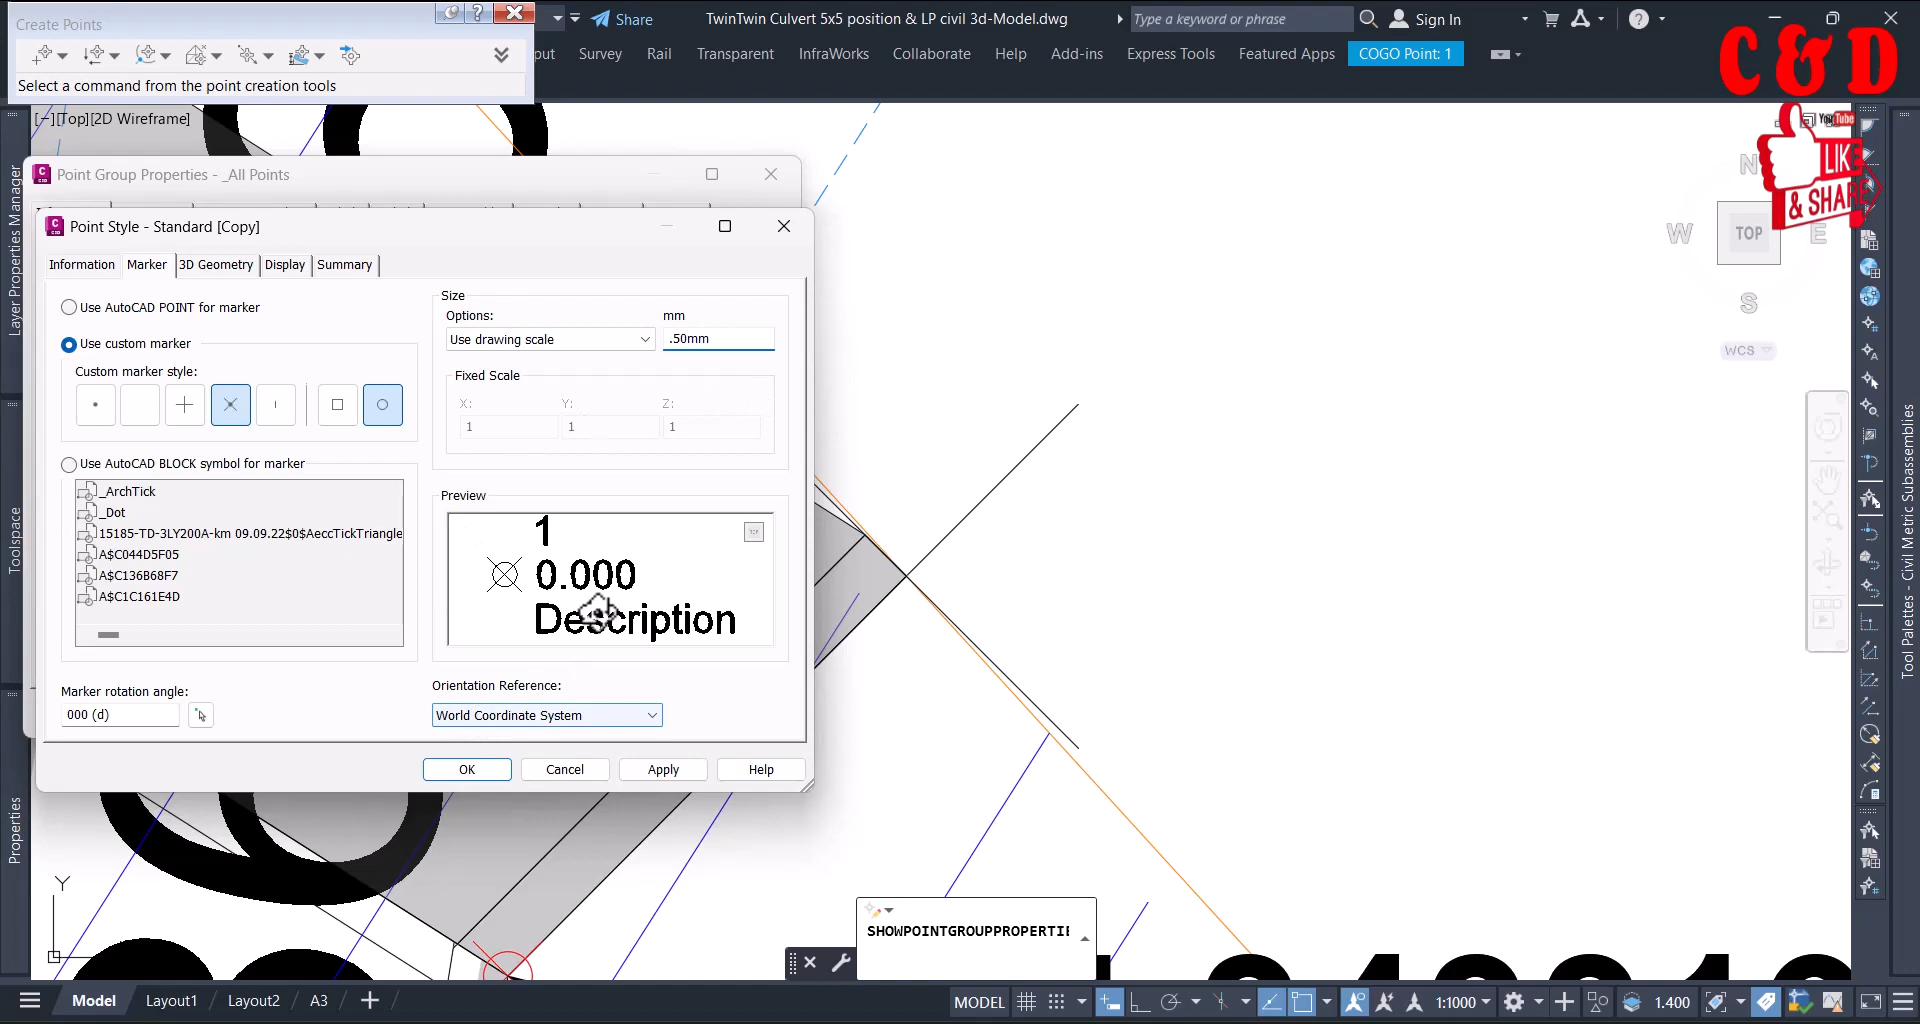 Create Points
?
Select a command from the point creation tools
Share
TwinTwin Culvert 5x5 position & LP civil 3d-Model.dwg
Type a keyword or phrase
Sign In
put
Survey
Rail
Transparent
InfraWorks
Collaborate
Help
Add-ins
Express Tools
Featured Apps
COGO Point: 1
C & D
YouTube
LIKE
& SHARE
[−][Top][2D Wireframe]
N
W
TOP
E
S
WCS
Layer Properties Manager
Toolspace
Properties
Tool Palettes - Civil Metric Subassemblies
Point Group Properties - _All Points
Point Style - Standard [Copy]
Information
Marker
3D Geometry
Display
Summary
Use AutoCAD POINT for marker
Use custom marker
Custom marker style:
Use AutoCAD BLOCK symbol for marker
_ArchTick
_Dot
15185-TD-3LY200A-km 09.09.22$0$AeccTickTriangle
A$C044D5F05
A$C136B68F7
A$C1C161E4D
Marker rotation angle:
000 (d)
Size
Options:
mm
Use drawing scale
.50mm
Fixed Scale
X:
Y:
Z:
1
1
1
Preview
1
0.000
Description
TOP
Orientation Reference:
World Coordinate System
OK
Cancel
Apply
Help
Y
SHOWPOINTGROUPPROPERTIE
Model
Layout1
Layout2
A3
MODEL
1:1000
1.400